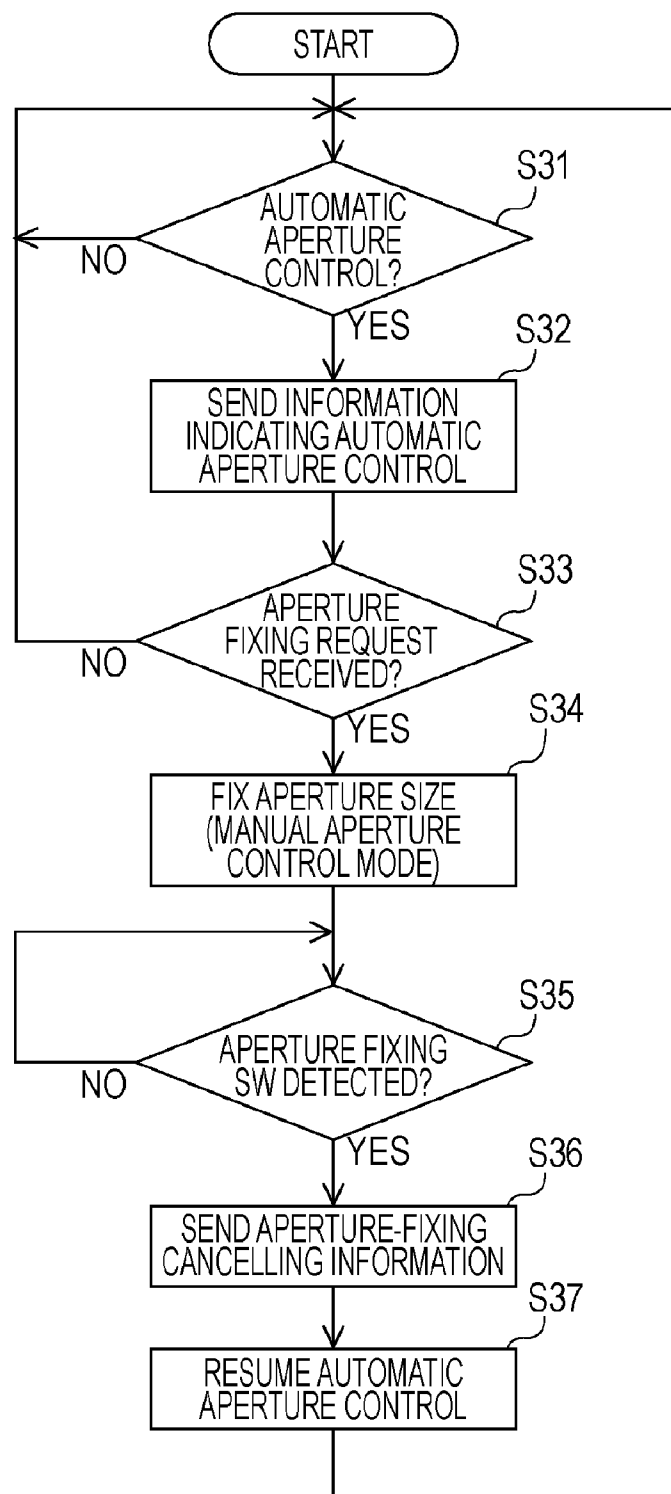 START
S31
AUTOMATIC
APERTURE
CONTROL?
NO
YES
S32
SEND INFORMATION
INDICATING AUTOMATIC
APERTURE CONTROL
S33
APERTURE
FIXING REQUEST
RECEIVED?
NO
YES
S34
FIX APERTURE SIZE
(MANUAL APERTURE
CONTROL MODE)
S35
APERTURE FIXING
SW DETECTED?
NO
YES
S36
SEND APERTURE-FIXING
CANCELLING INFORMATION
S37
RESUME AUTOMATIC
APERTURE CONTROL